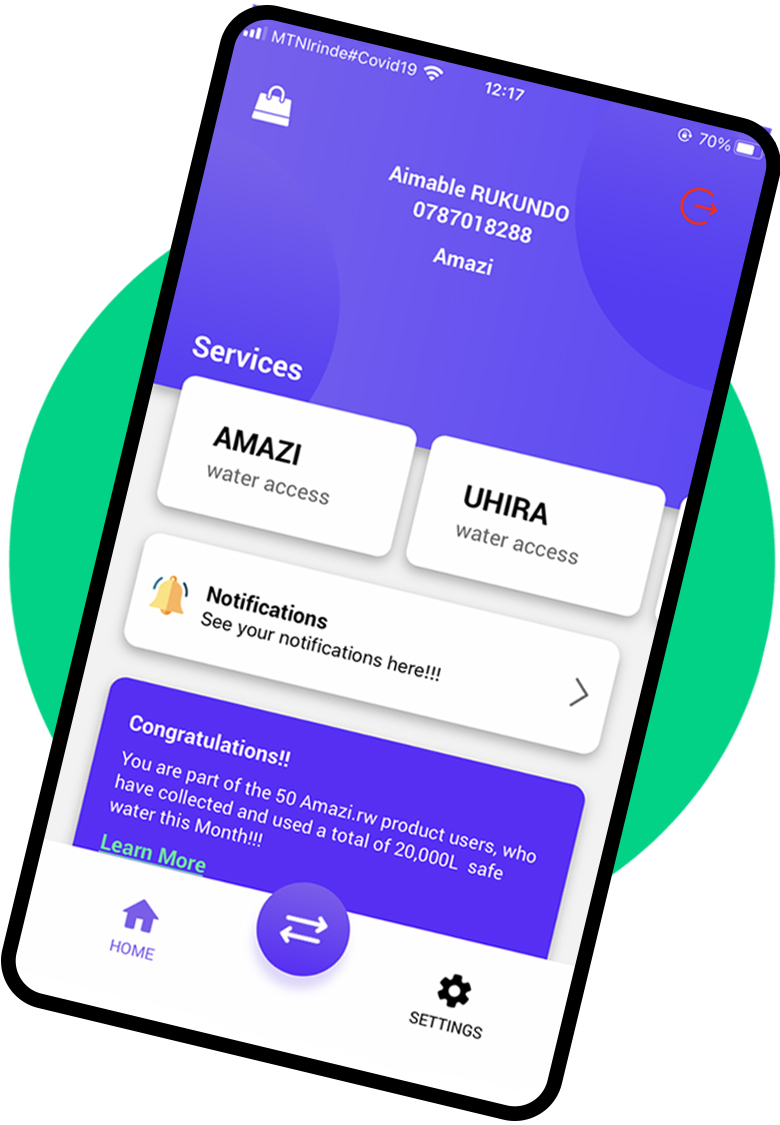 MTNIrinde#Covid19
12:17
70%
Aimable RUKUNDO
0787018288
Amazi
Services
AMAZI
water access
UHIRA
water access
Notifications
See your notifications here!!!
Congratulations!!
You are part of the 50 Amazi.rw product users, who
have collected and used a total of 20,000L safe
water this Month!!!
Learn More
HOME
SETTINGS